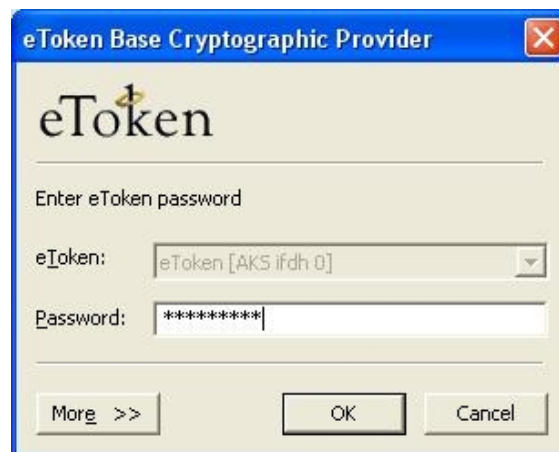 eToken Base Cryptographic Provider
eToken
Enter eToken password
eToken: eToken [AKS ifdh 0]
Password: *********
More >> OK Cancel